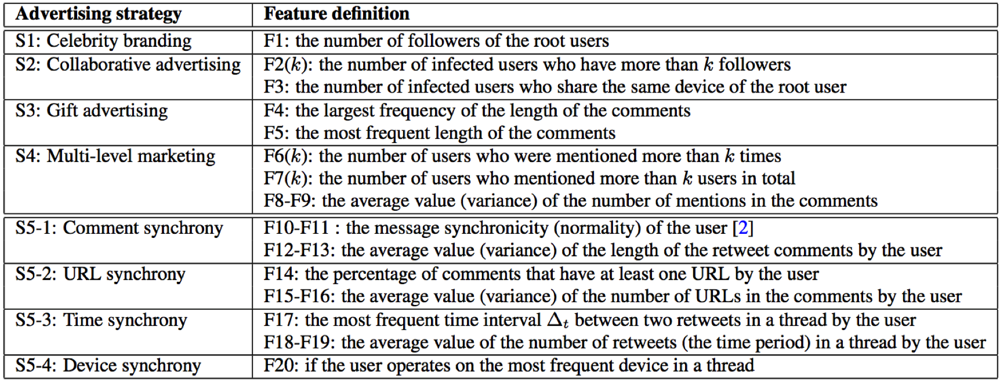 Advertising strategy Feature definition
S1: Celebrity branding F1: the number of followers of the root users
S2: Collaborative advertising F2(k): the number of infected users who have more than k followers
F3: the number of infected users who share the same device of the root user
S3: Gift advertising F4: the largest frequency of the length of the comments
F5: the most frequent length of the comments
S4: Multi-level marketing F6(k): the number of users who were mentioned more than k times
F7(k): the number of users who mentioned more than k users in total
F8-F9: the average value (variance) of the number of mentions in the comments
S5-1: Comment synchrony F10-F11 : the message synchronicity (normality) of the user [2]
F12-F13: the average value (variance) of the length of the retweet comments by the user
S5-2: URL synchrony F14: the percentage of comments that have at least one URL by the user
F15-F16: the average value (variance) of the number of URLs in the comments by the user
S5-3: Time synchrony F17: the most frequent time interval Δt between two retweets in a thread by the user
F18-F19: the average value of the number of retweets (the time period) in a thread by the user
S5-4: Device synchrony F20: if the user operates on the most frequent device in a thread